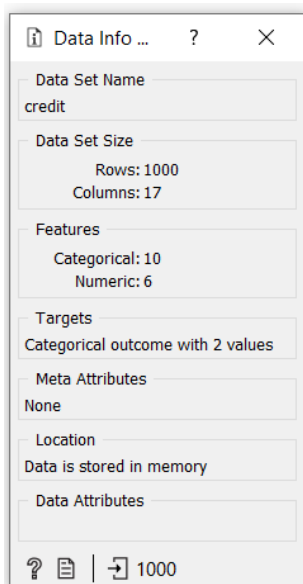 Data Info ... ?
Data Set Name
credit
Data Set Size
Rows: 1000
Columns: 17
Features
Categorical: 10
Numeric: 6
Targets
Categorical outcome with 2 values
Meta Attributes
None
Location
Data is stored in memory
Data Attributes
? 1000